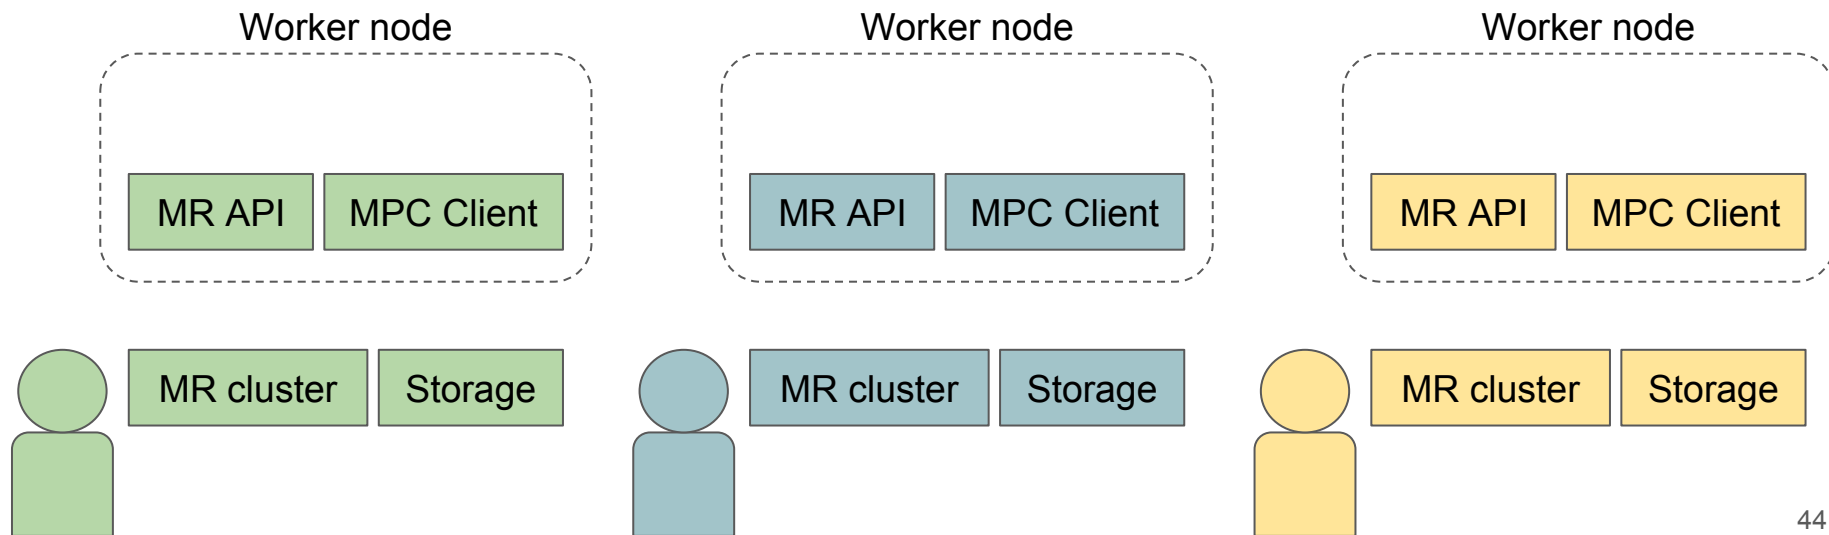 Worker node Worker node Worker node
MR API MPC Client MR API MPC Client MR API MPC Client
MR cluster Storage MR cluster Storage MR cluster Storage
44